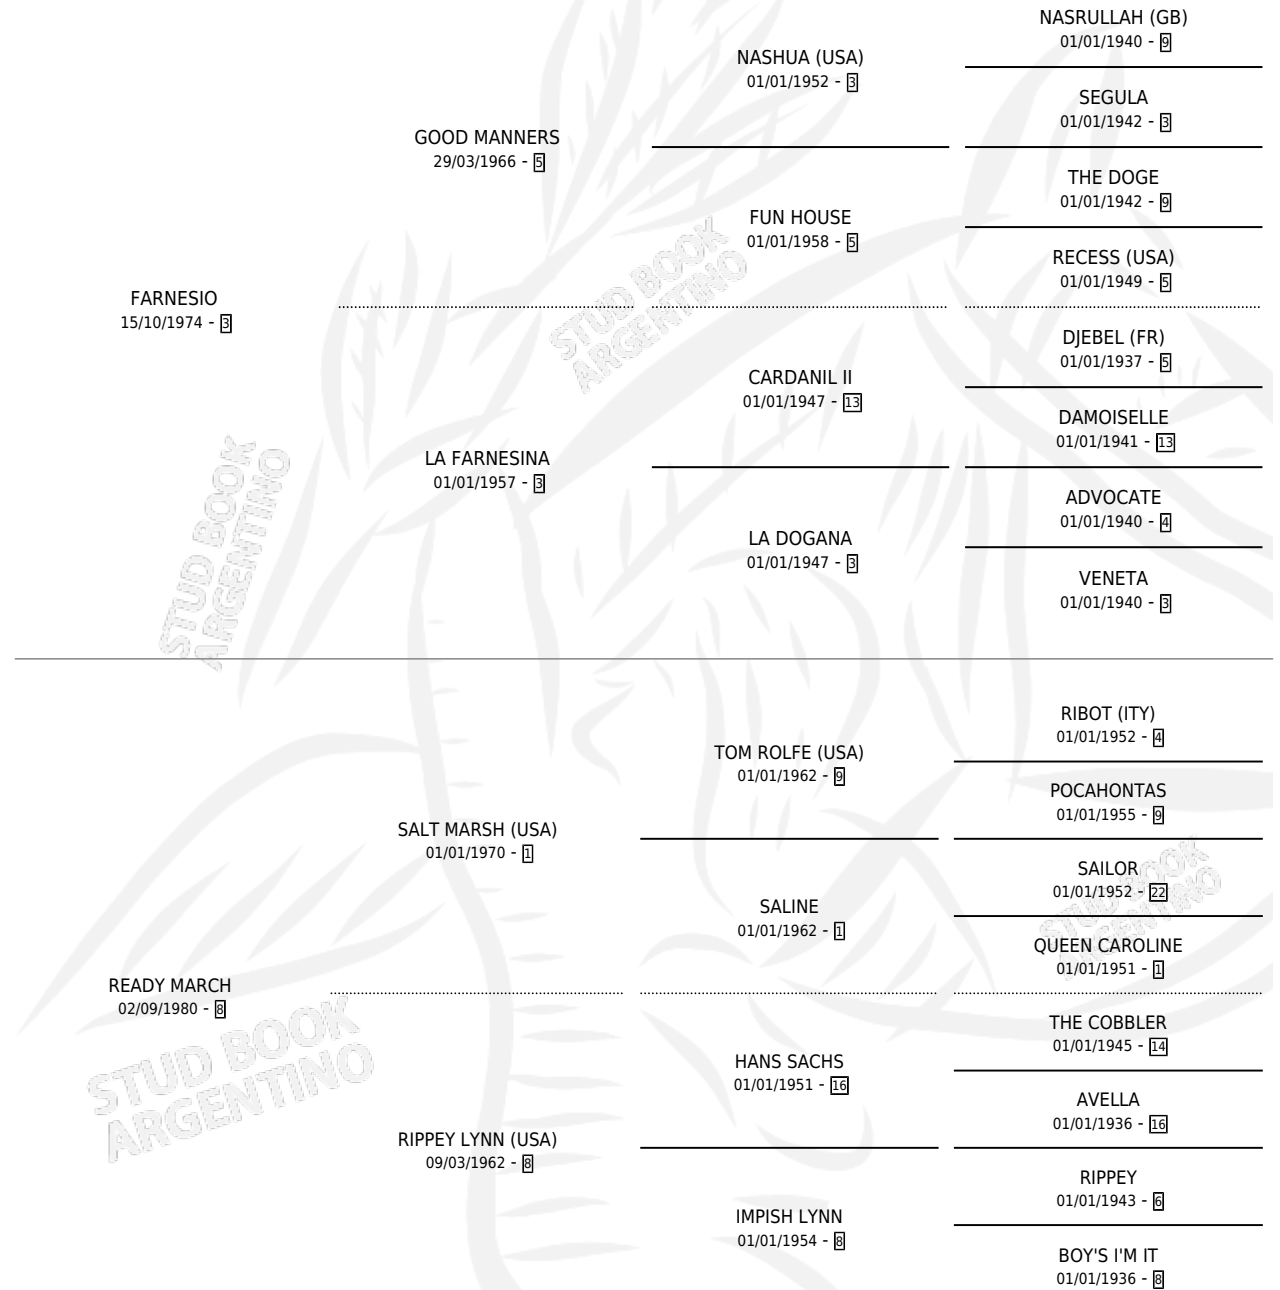 NASRULLAH (GB)
01/01/1940 - 9
NASHUA (USA)
01/01/1952 - 3
SEGULA
01/01/1942 - 3
GOOD MANNERS
29/03/1966 - 5
THE DOGE
01/01/1942 - 9
FUN HOUSE
01/01/1958 - 5
RECESS (USA)
01/01/1949 - 5
FARNESIO
15/10/1974 - 3
DJEBEL (FR)
01/01/1937 - 5
CARDANIL II
01/01/1947 - 13
DAMOISELLE
01/01/1941 - 13
LA FARNESINA
01/01/1957 - 3
ADVOCATE
01/01/1940 - 4
LA DOGANA
01/01/1947 - 3
VENETA
01/01/1940 - 3
RIBOT (ITY)
01/01/1952 - 4
TOM ROLFE (USA)
01/01/1962 - 9
POCAHONTAS
01/01/1955 - 9
SALT MARSH (USA)
01/01/1970 - 1
SAILOR
01/01/1952 - 22
SALINE
01/01/1962 - 1
QUEEN CAROLINE
01/01/1951 - 1
READY MARCH
02/09/1980 - 8
THE COBBLER
01/01/1945 - 14
HANS SACHS
01/01/1951 - 16
AVELLA
01/01/1936 - 16
RIPPEY LYNN (USA)
09/03/1962 - 8
RIPPEY
01/01/1943 - 6
IMPISH LYNN
01/01/1954 - 8
BOY'S I'M IT
01/01/1936 - 8
STUD BOOK
ARGENTINO
STUD BOOK
ARGENTINO
STUD BOOK
ARGENTINO
STUD BOOK
ARGENTINO